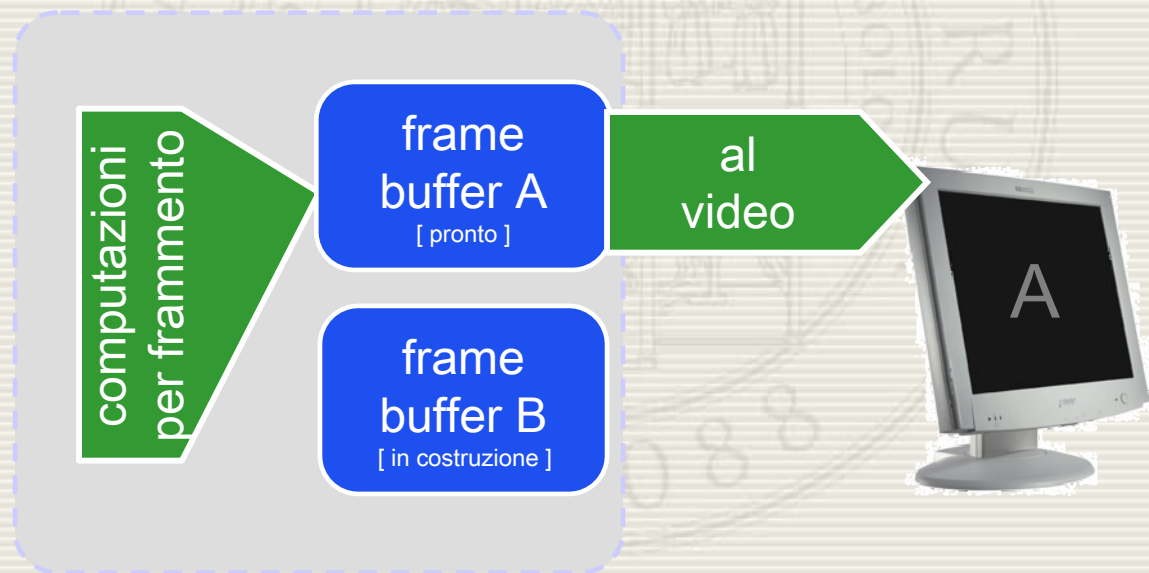 computazioni
per frammento
frame
buffer A
[ pronto ]
al
video
A
frame
buffer B
[ in costruzione ]